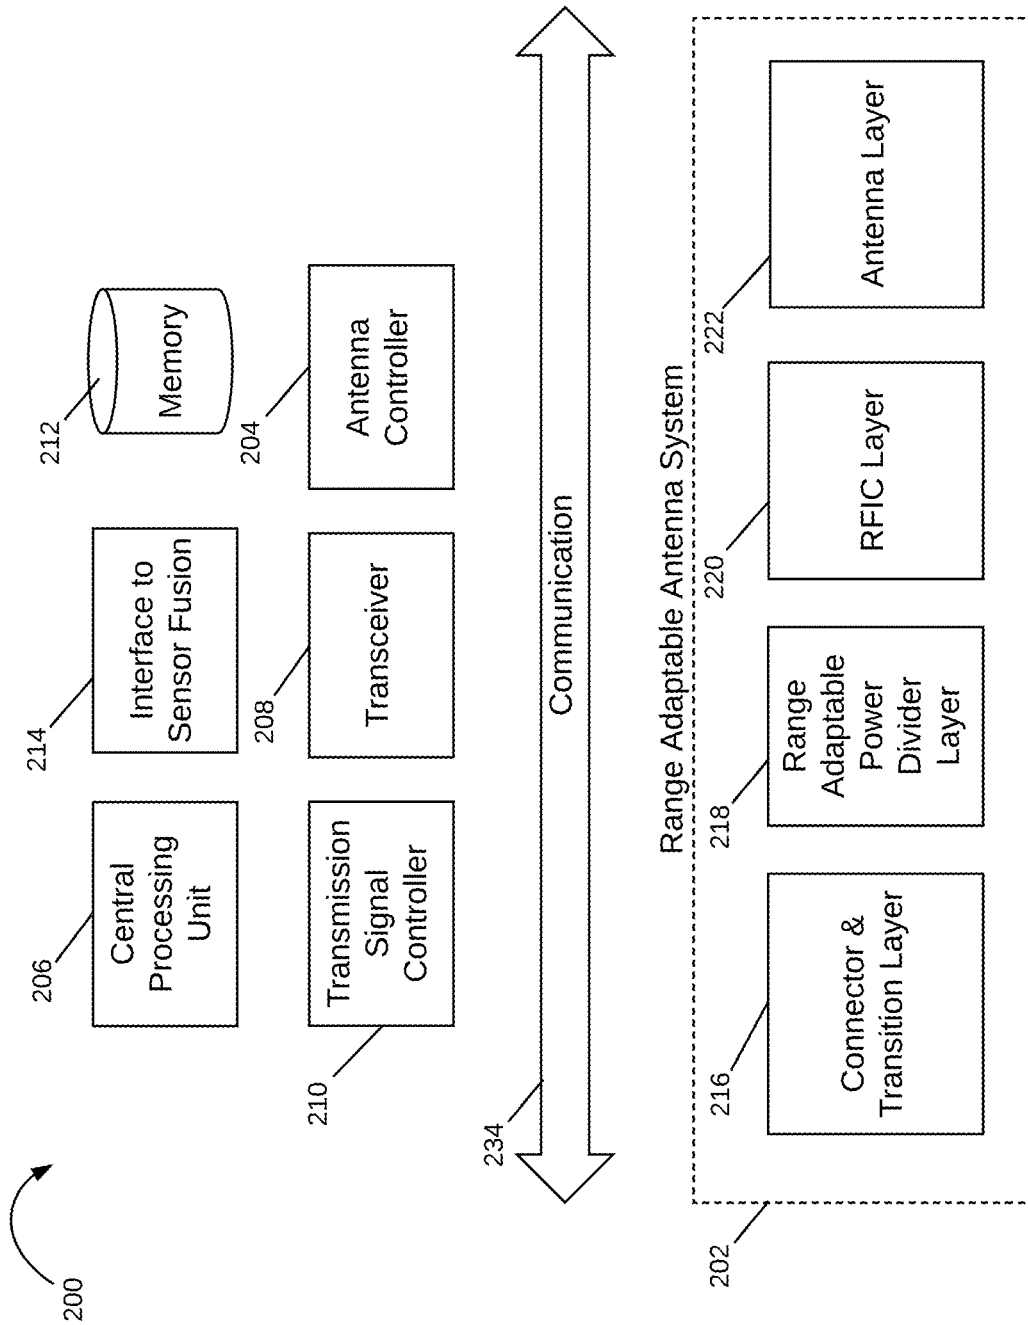 200
206
Central
Processing
Unit
214
Interface to
Sensor Fusion
212
Memory
210
Transmission
Signal
Controller
208
Transceiver
204
Antenna
Controller
234
Communication
202
Range Adaptable Antenna System
216
Connector &
Transition Layer
218
Range
Adaptable
Power
Divider
Layer
220
RFIC Layer
222
Antenna Layer